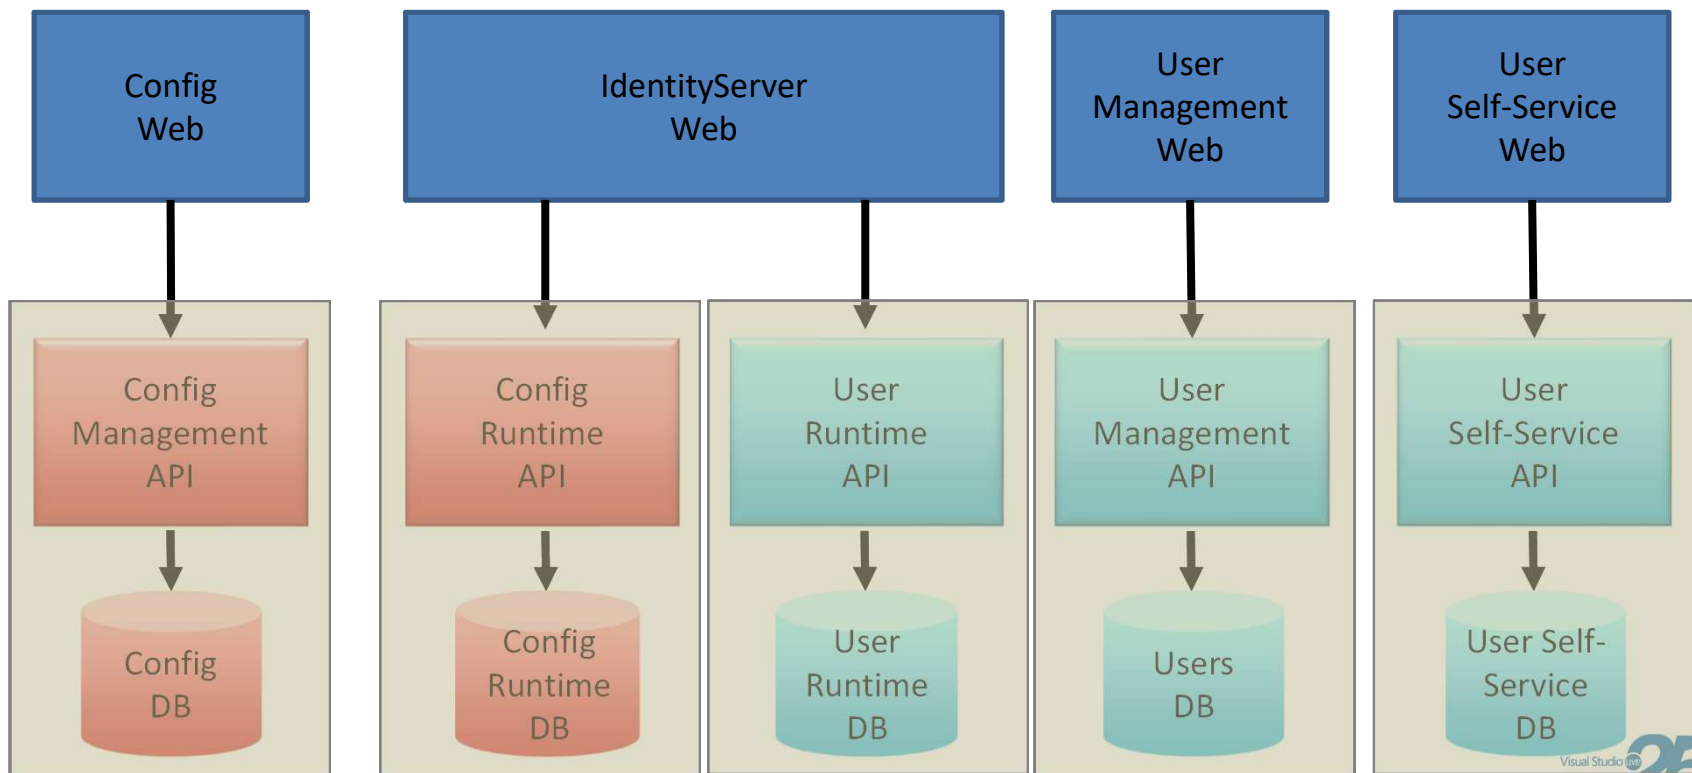 Config
Web
IdentityServer
Web
User
Management
Web
User
Self-Service
Web
Config
Management
API
Config
Runtime
API
User
Runtime
API
User
Management
API
User
Self-Service
API
Config
DB
Config
Runtime
DB
User
Runtime
DB
Users
DB
User Self-
Service
DB
Visual Studio LIVE! 25